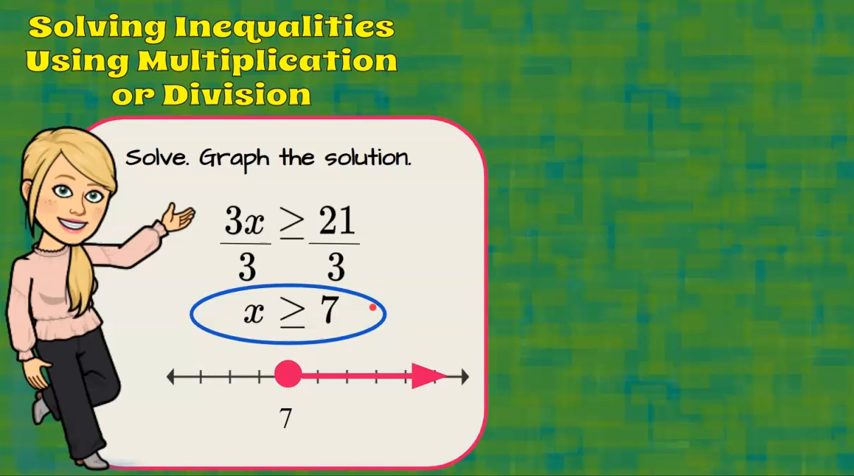 Solving Inequalities
Using Multiplication
or Division
Solve. Graph the solution.
3x ≥ 21
3 3
x ≥ 7
7